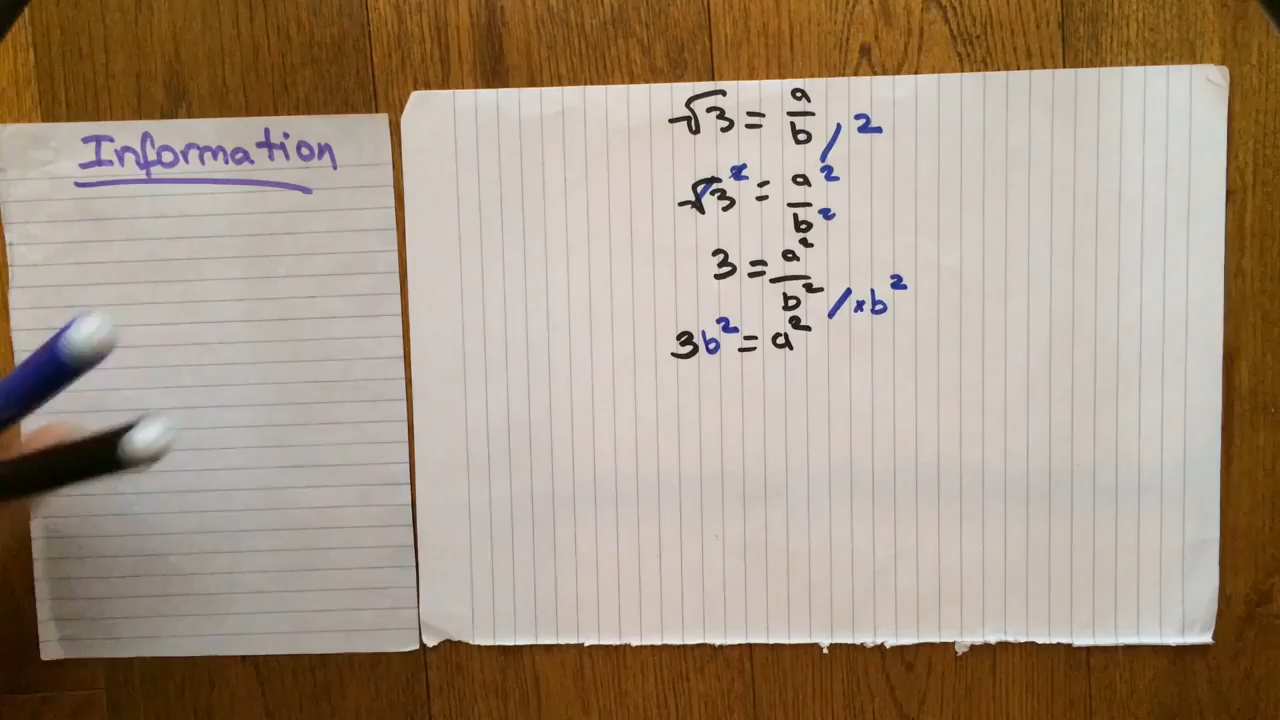 Information
√3 = a/b /2
√3² = a²/b²
3 = a²/b² /×b²
3b² = a²